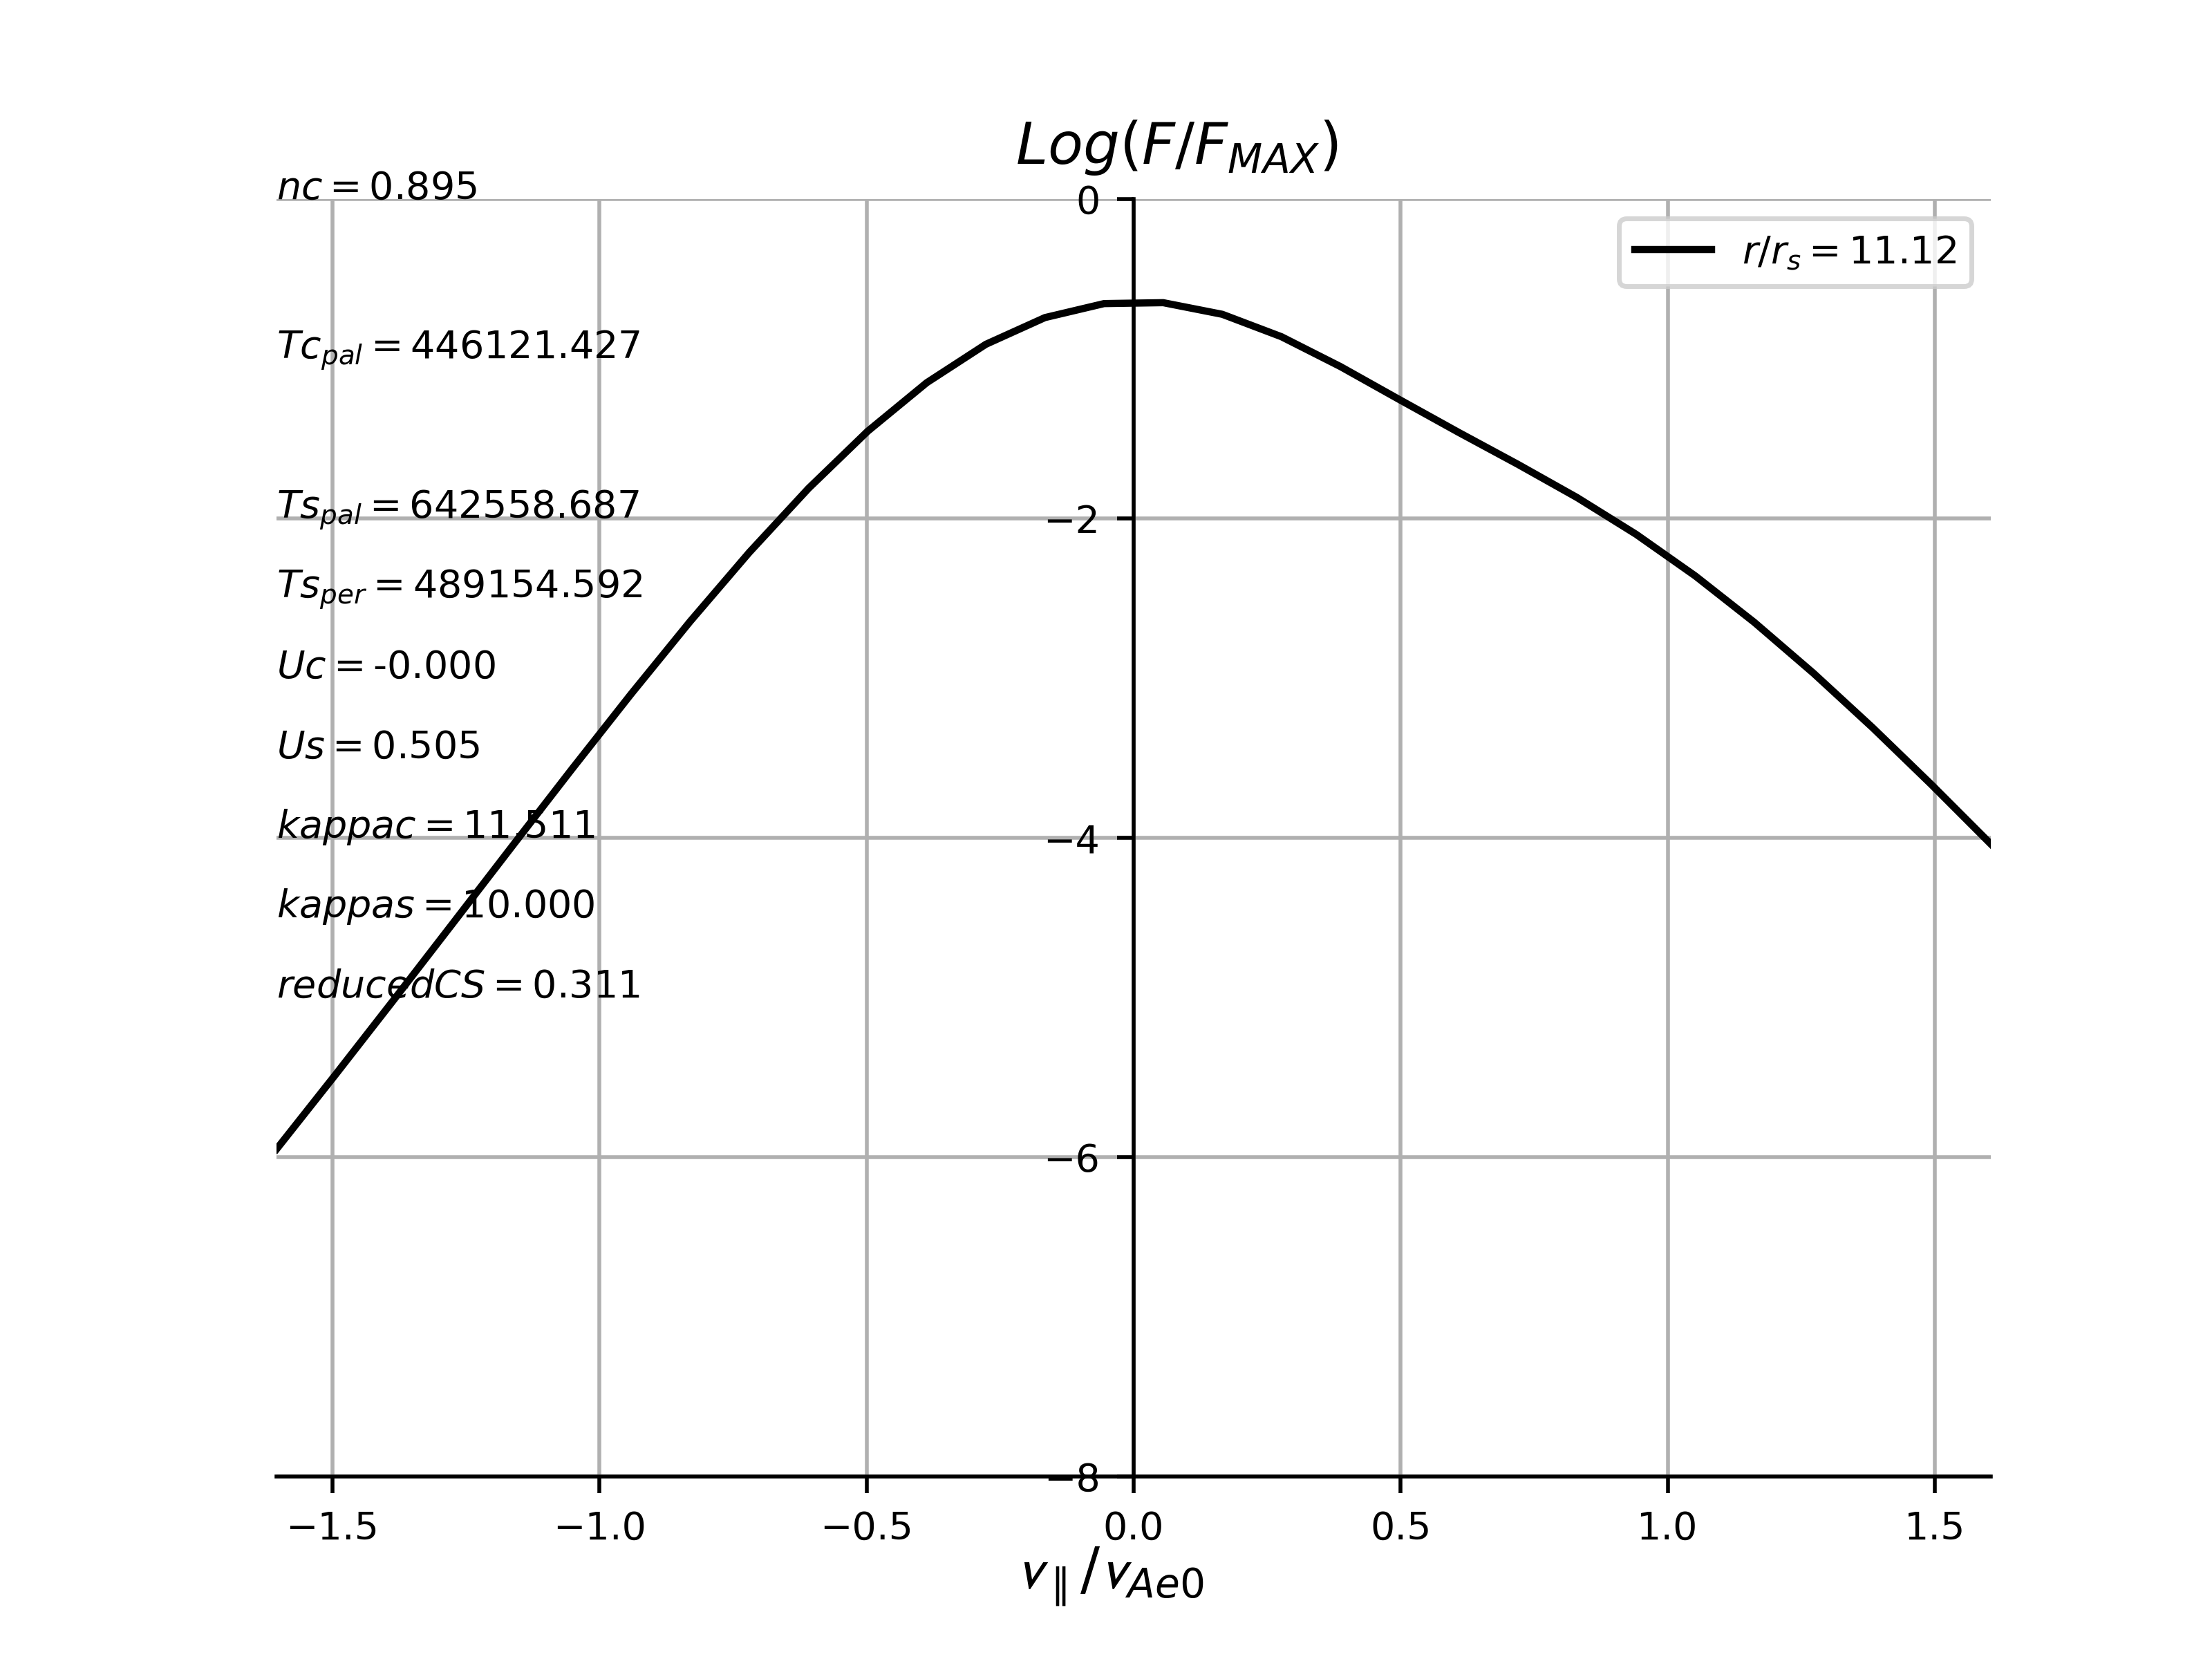 Log(F/F_MAX)
nc = 0.895
0
r/r_s = 11.12
Tc_pal = 446121.427
Ts_pal = 642558.687
−2
Ts_per = 489154.592
Uc = -0.000
Us = 0.505
kappac = 11.511
−4
kappas = 10.000
reducedCS = 0.311
−6
−8
−1.5 −1.0 −0.5 0.0 0.5 1.0 1.5
v_∥/v_Ae0